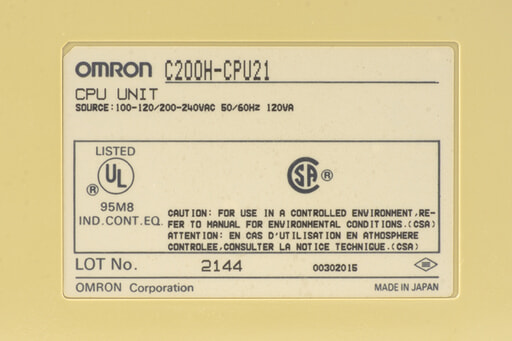 OMRON C200H-CPU21
CPU UNIT
SOURCE:100-120/200-240VAC 50/60Hz 120VA
LISTED
UL ®
95M8
IND.CONT.EQ.
CSA ®
CAUTION: FOR USE IN A CONTROLLED ENVIRONMENT,RE-
FER TO MANUAL FOR ENVIRONMENTAL CONDITIONS.(CSA)
ATTENTION: EN CAS D'UTILISATION EN ATMOSPHERE
CONTROLEE,CONSULTER LA NOTICE TECHNIQUE.(CSA)
LOT No. 2144 00302015
OMRON Corporation MADE IN JAPAN